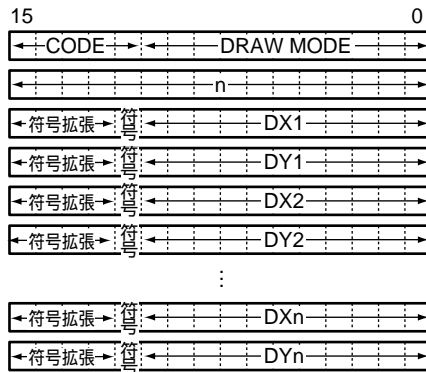 15 0
CODE DRAW MODE
n
符号拡張 符号 DX1
符号拡張 符号 DY1
符号拡張 符号 DX2
符号拡張 符号 DY2
⋮
符号拡張 符号 DXn
符号拡張 符号 DYn